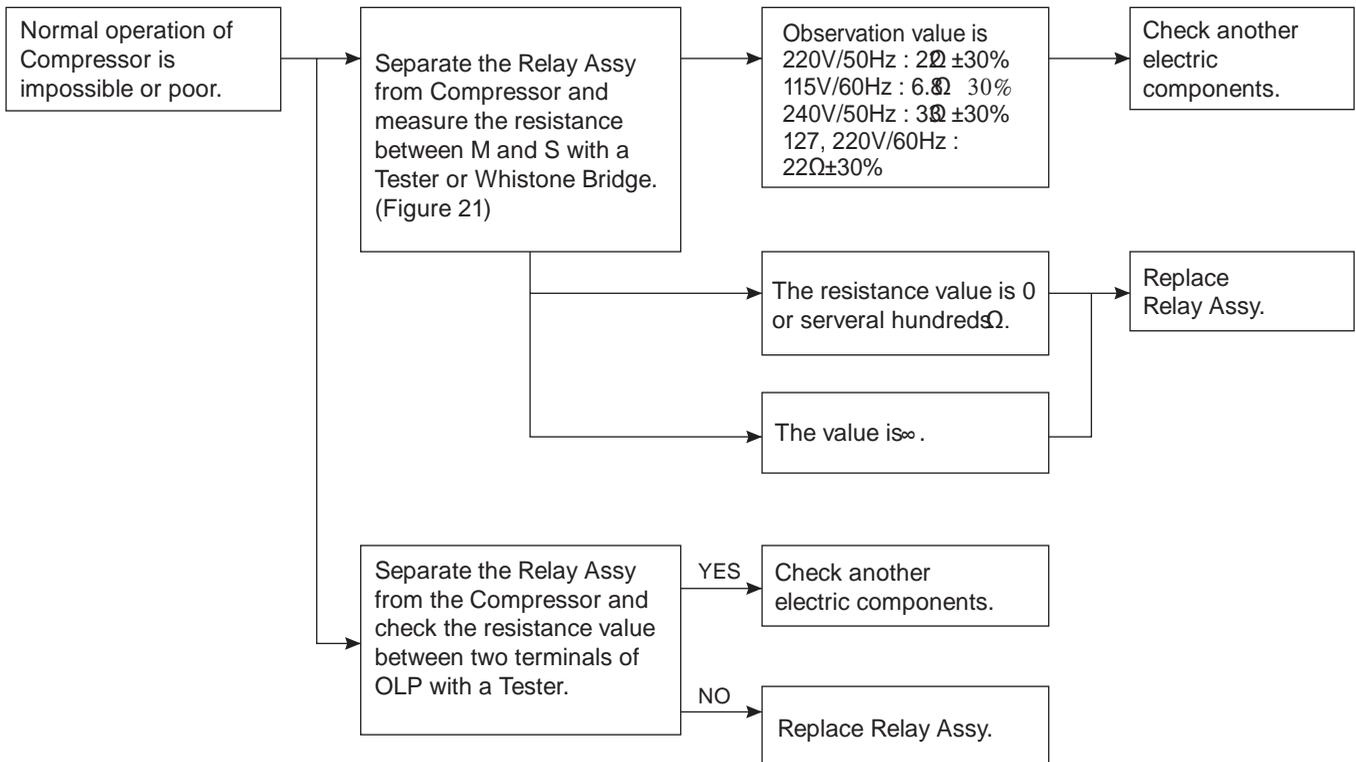 Normal operation of
Compressor is
impossible or poor.
Separate the Relay Assy
from Compressor and
measure the resistance
between M and S with a
Tester or Whistone Bridge.
(Figure 21)
Observation value is
220V/50Hz : 22Ω ±30%
115V/60Hz : 6.8Ω 30%
240V/50Hz : 33Ω ±30%
127, 220V/60Hz :
22Ω±30%
Check another
electric
components.
The resistance value is 0
or serveral hundredsΩ.
The value is∞ .
Replace
Relay Assy.
Separate the Relay Assy
from the Compressor and
check the resistance value
between two terminals of
OLP with a Tester.
YES
Check another
electric components.
NO
Replace Relay Assy.